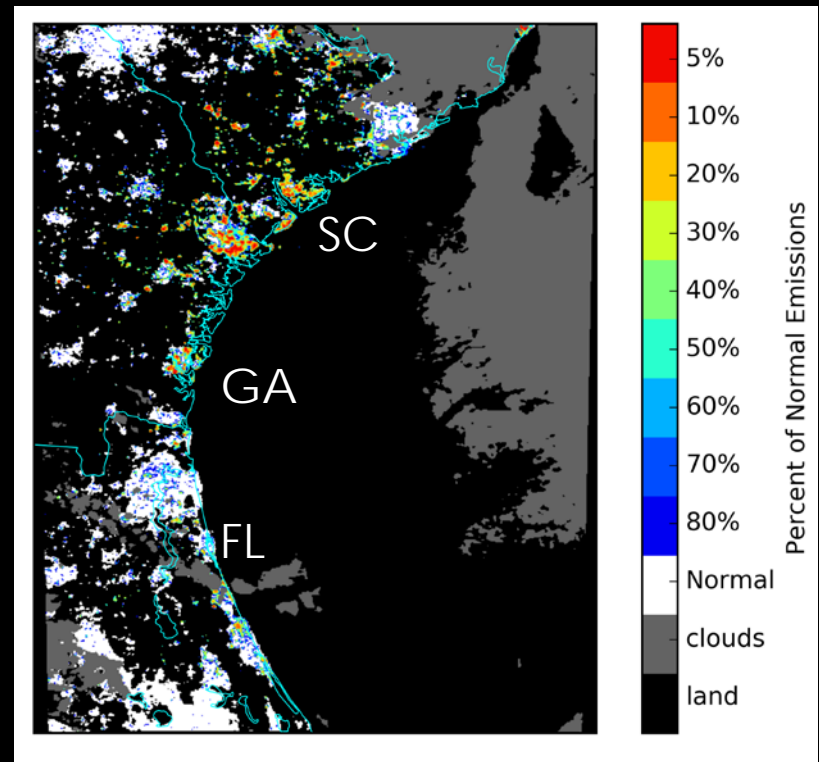 SC
GA
FL
5%
10%
20%
30%
40%
50%
60%
70%
80%
Normal
clouds
land
Percent of Normal Emissions